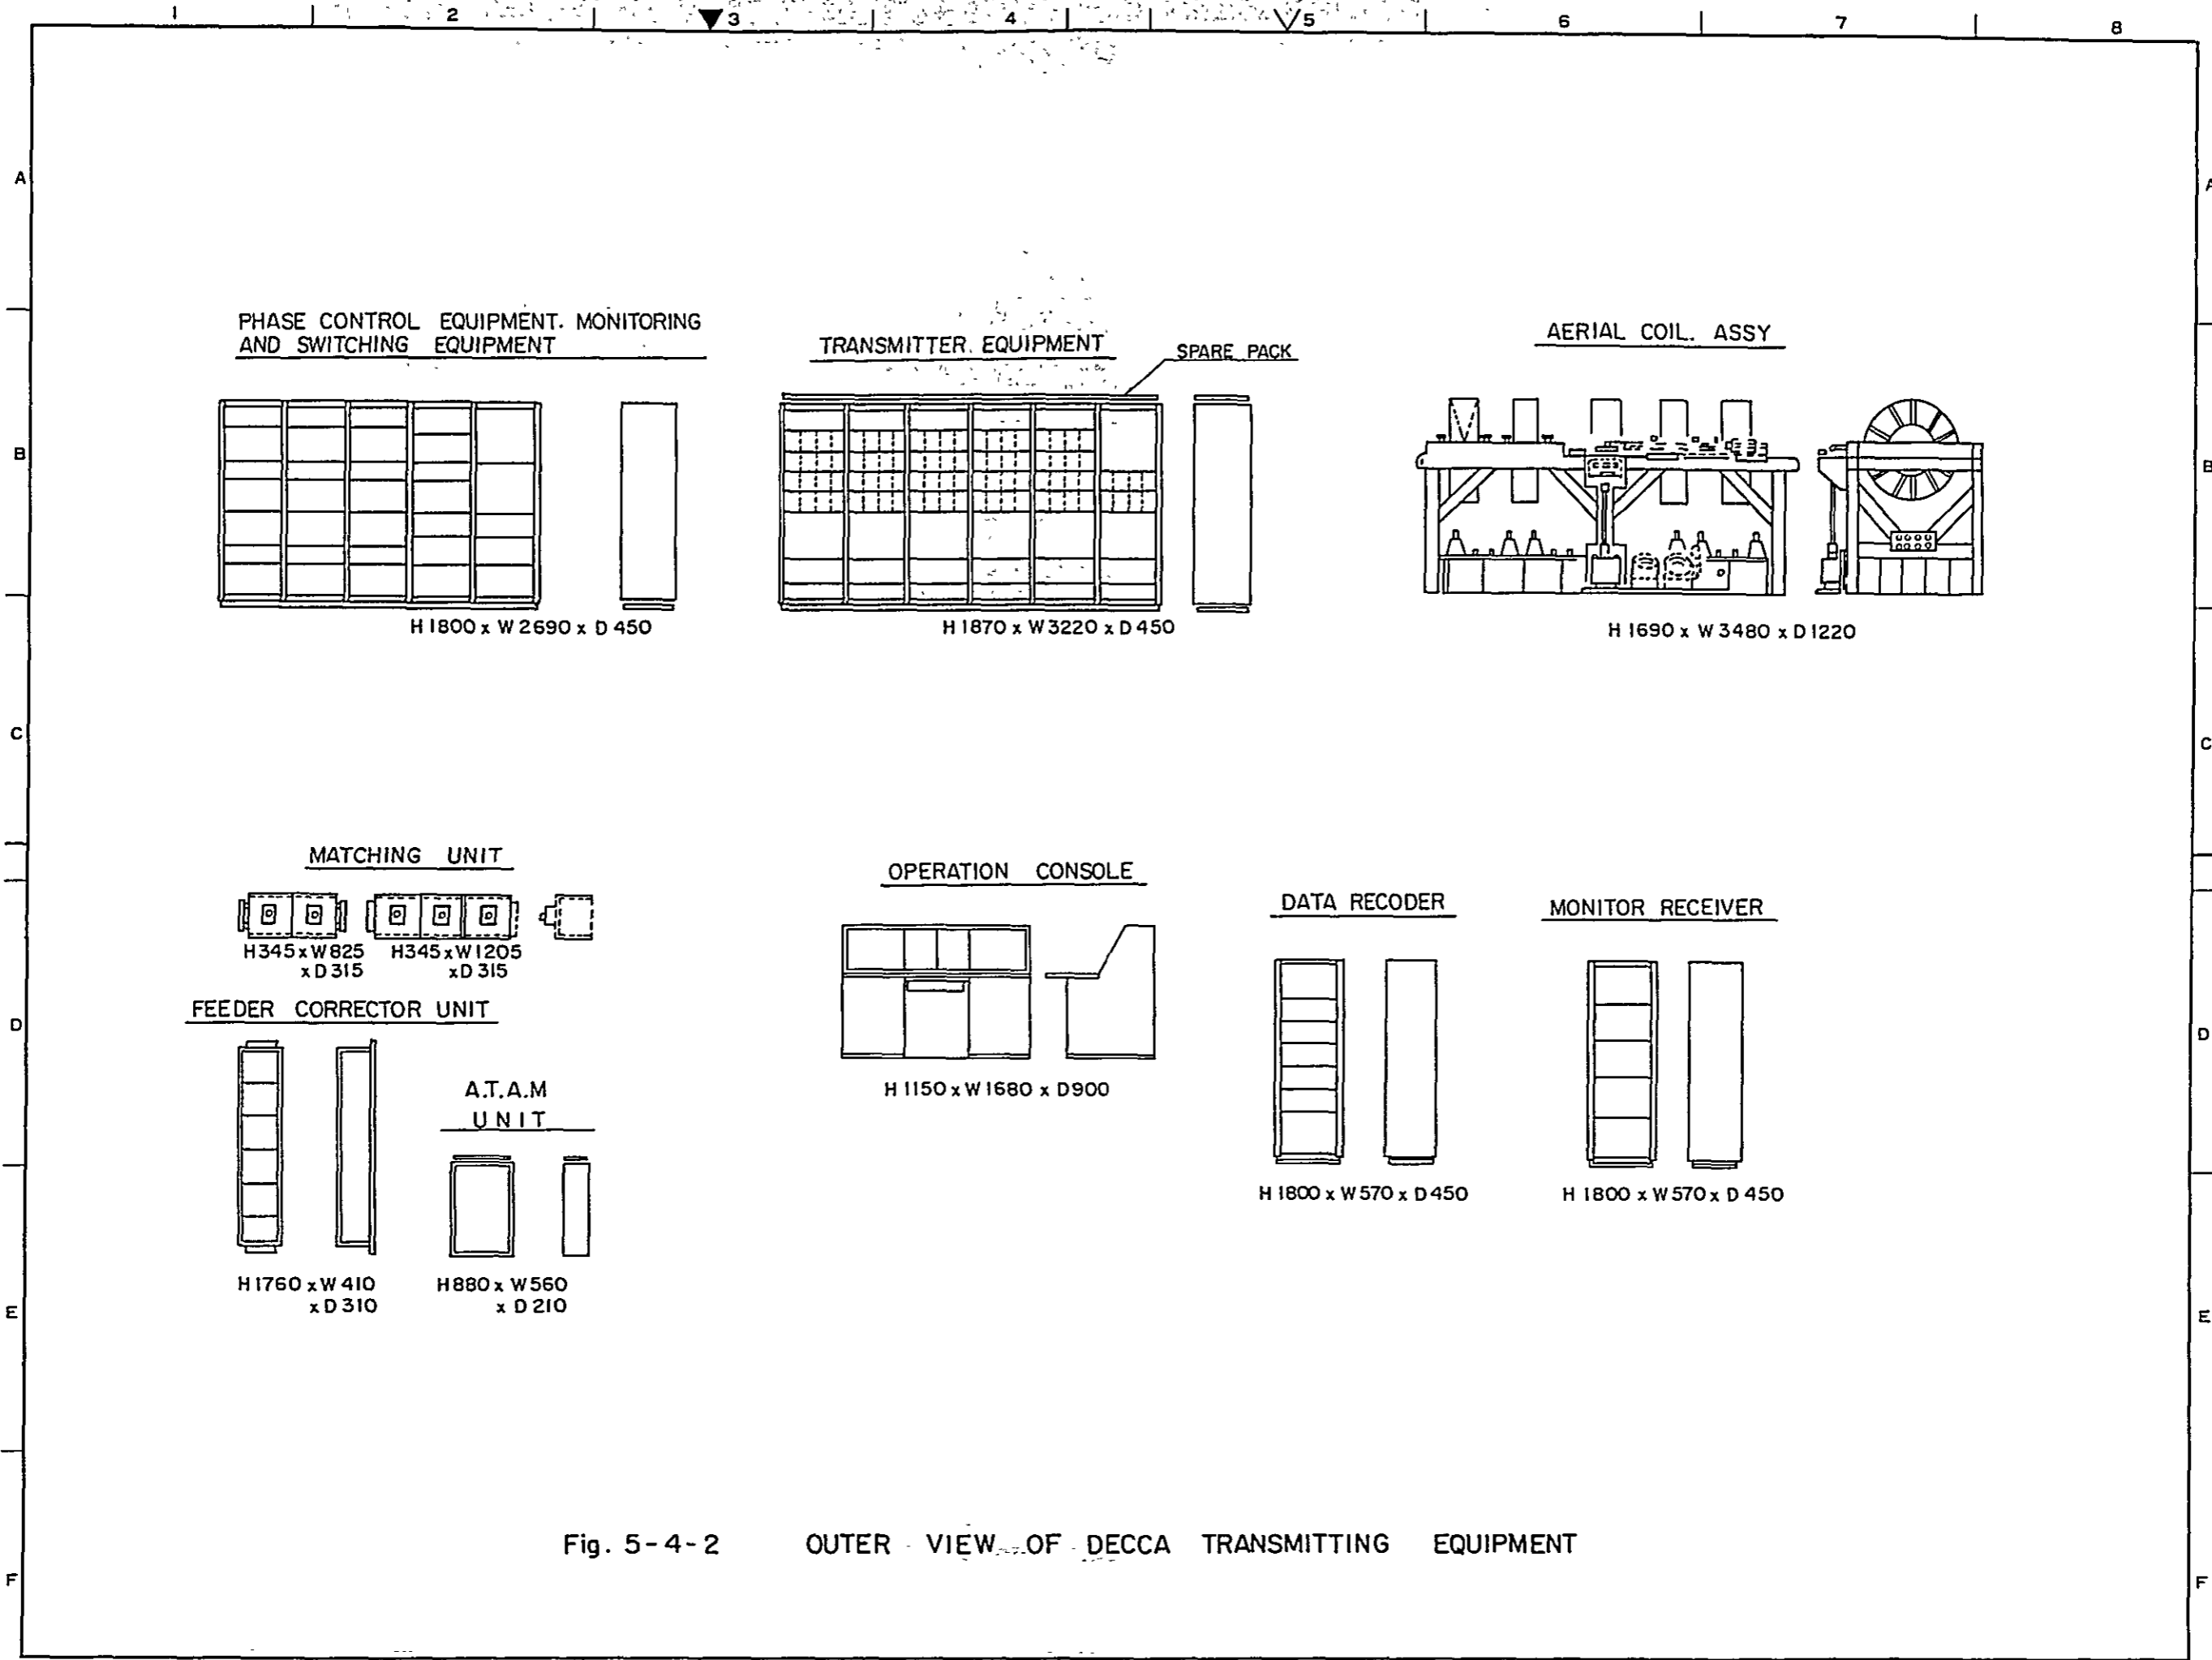 1 2 3 4 5 6 7 8
A A
PHASE CONTROL EQUIPMENT. MONITORING
AND SWITCHING EQUIPMENT
TRANSMITTER. EQUIPMENT
SPARE PACK
AERIAL COIL. ASSY
B B
H 1800 x W 2690 x D 450
H 1870 x W 3220 x D 450
H 1690 x W 3480 x D 1220
C C
MATCHING UNIT
H345 x W825
x D 315
H345 x W1205
x D 315
OPERATION CONSOLE
H 1150 x W 1680 x D900
DATA RECODER
H 1800 x W 570 x D 450
MONITOR RECEIVER
H 1800 x W 570 x D 450
D D
FEEDER CORRECTOR UNIT
H 1760 x W 410
x D 310
A.T.A.M
UNIT
H 880 x W 560
x D 210
E E
Fig. 5-4-2 OUTER VIEW OF DECCA TRANSMITTING EQUIPMENT
F F